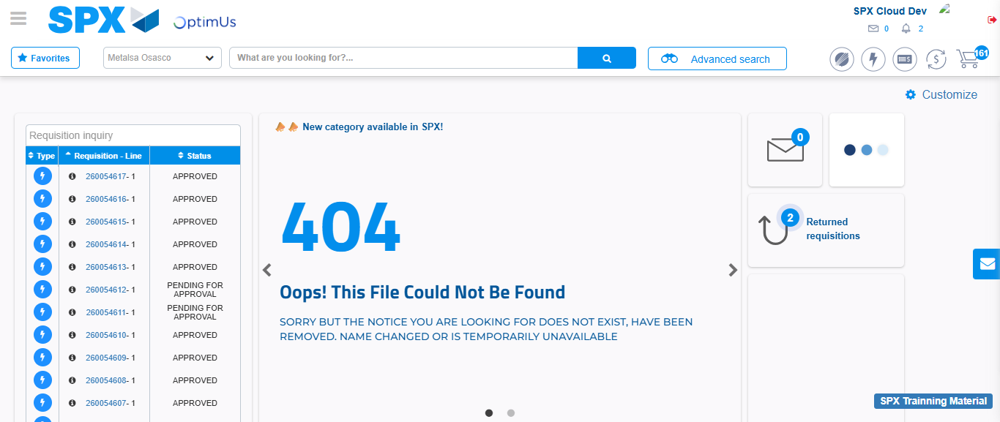 SPX OptimUs
SPX Cloud Dev
0 2
Favorites
Metalsa Osasco
What are you looking for?...
Advanced search
$
161
Customize
Requisition inquiry
Type Requisition - Line Status
260054617- 1 APPROVED
260054616- 1 APPROVED
260054615- 1 APPROVED
260054614- 1 APPROVED
260054613- 1 APPROVED
260054612- 1 PENDING FOR
APPROVAL
260054611- 1 PENDING FOR
APPROVAL
260054610- 1 APPROVED
260054609- 1 APPROVED
260054608- 1 APPROVED
260054607- 1 APPROVED
New category available in SPX!
404
Oops! This File Could Not Be Found
SORRY BUT THE NOTICE YOU ARE LOOKING FOR DOES NOT EXIST, HAVE BEEN
REMOVED. NAME CHANGED OR IS TEMPORARILY UNAVAILABLE
0
2
Returned
requisitions
SPX Trainning Material